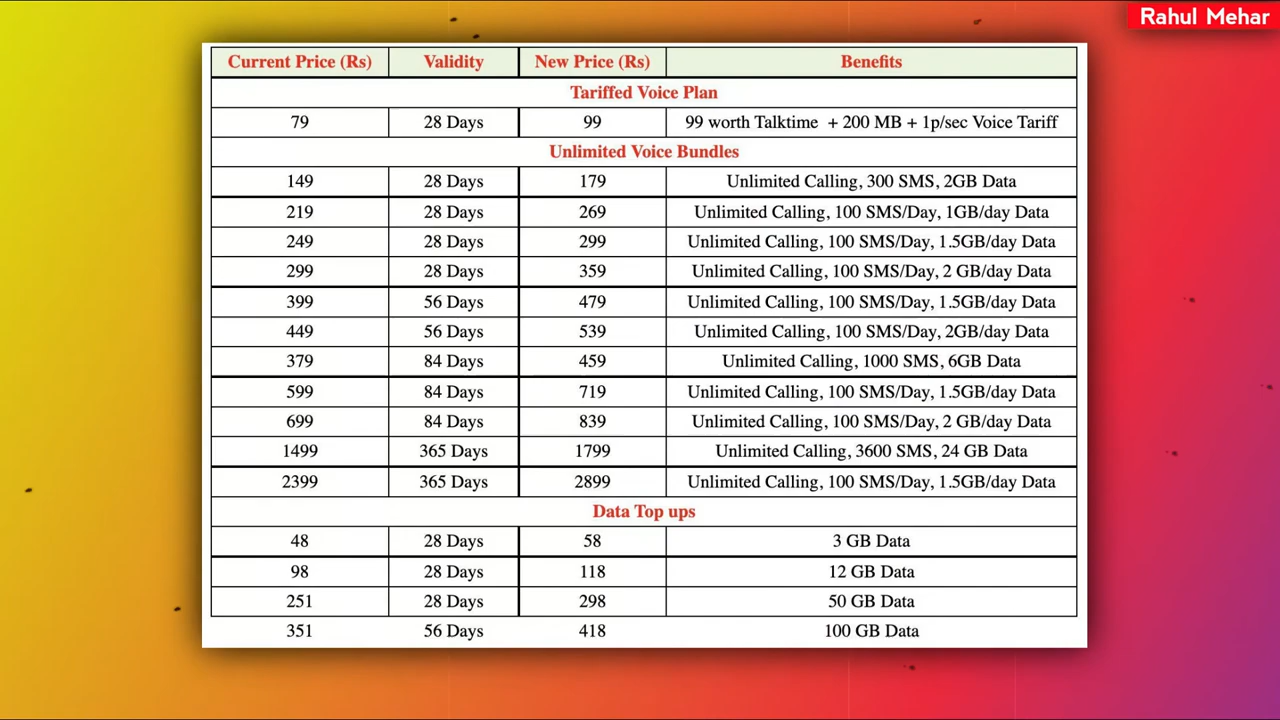 Rahul Mehar
Current Price (Rs) Validity New Price (Rs) Benefits
Tariffed Voice Plan
79 28 Days 99 99 worth Talktime + 200 MB + 1p/sec Voice Tariff
Unlimited Voice Bundles
149 28 Days 179 Unlimited Calling, 300 SMS, 2GB Data
219 28 Days 269 Unlimited Calling, 100 SMS/Day, 1GB/day Data
249 28 Days 299 Unlimited Calling, 100 SMS/Day, 1.5GB/day Data
299 28 Days 359 Unlimited Calling, 100 SMS/Day, 2 GB/day Data
399 56 Days 479 Unlimited Calling, 100 SMS/Day, 1.5GB/day Data
449 56 Days 539 Unlimited Calling, 100 SMS/Day, 2GB/day Data
379 84 Days 459 Unlimited Calling, 1000 SMS, 6GB Data
599 84 Days 719 Unlimited Calling, 100 SMS/Day, 1.5GB/day Data
699 84 Days 839 Unlimited Calling, 100 SMS/Day, 2 GB/day Data
1499 365 Days 1799 Unlimited Calling, 3600 SMS, 24 GB Data
2399 365 Days 2899 Unlimited Calling, 100 SMS/Day, 1.5GB/day Data
Data Top ups
48 28 Days 58 3 GB Data
98 28 Days 118 12 GB Data
251 28 Days 298 50 GB Data
351 56 Days 418 100 GB Data